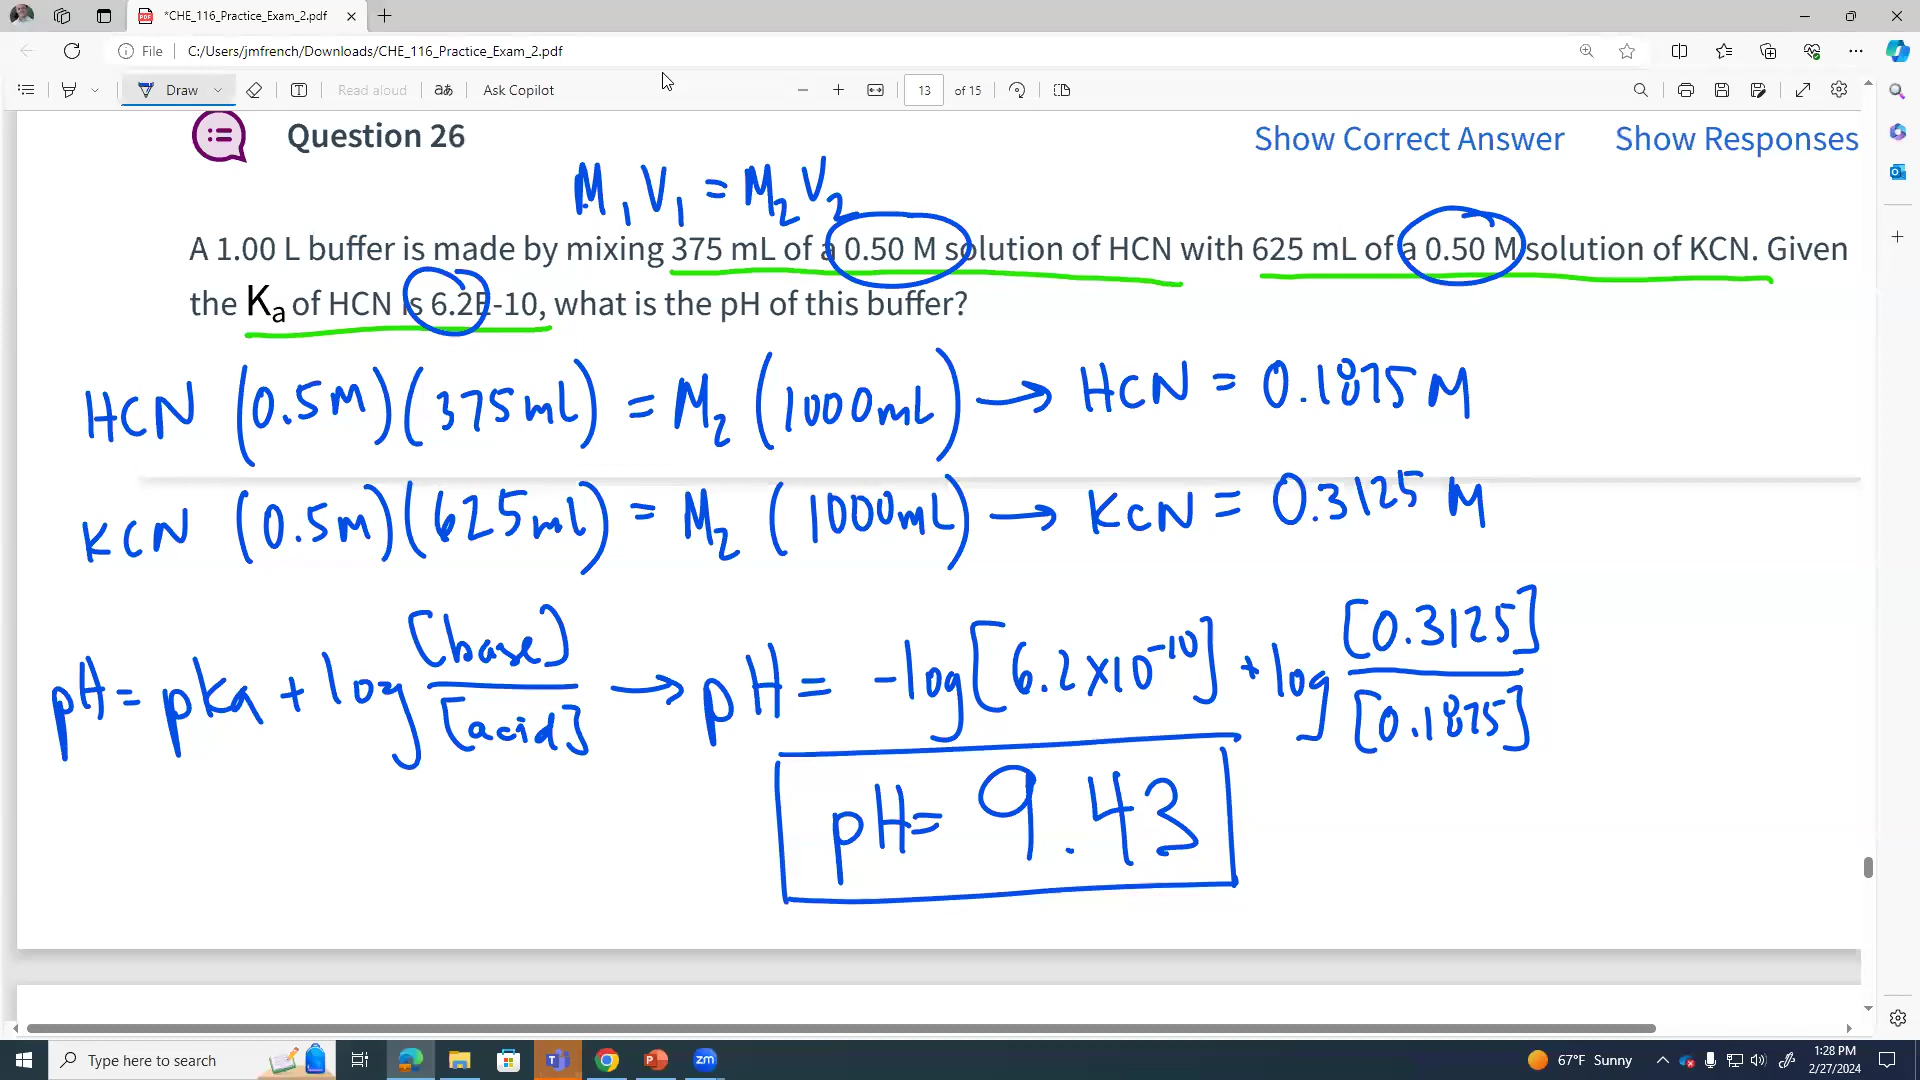 *CHE_116_Practice_Exam_2.pdf
File C:/Users/jmfrench/Downloads/CHE_116_Practice_Exam_2.pdf
Draw Read aloud aあ Ask Copilot 13 of 15
Question 26 Show Correct Answer Show Responses
M₁V₁ = M₂V₂
A 1.00 L buffer is made by mixing 375 mL of a 0.50 M solution of HCN with 625 mL of a 0.50 M solution of KCN. Given
the Kₐ of HCN is 6.2E-10, what is the pH of this buffer?
HCN (0.5M)(375mL) = M₂ (1000mL) → HCN = 0.1875 M
KCN (0.5M)(625mL) = M₂ (1000mL) → KCN = 0.3125 M
pH = pKa + log [base]/[acid] → pH = -log[6.2×10⁻¹⁰] + log [0.3125]/[0.1875]
pH = 9.43
Type here to search zm 67°F Sunny 1:28 PM
2/27/2024